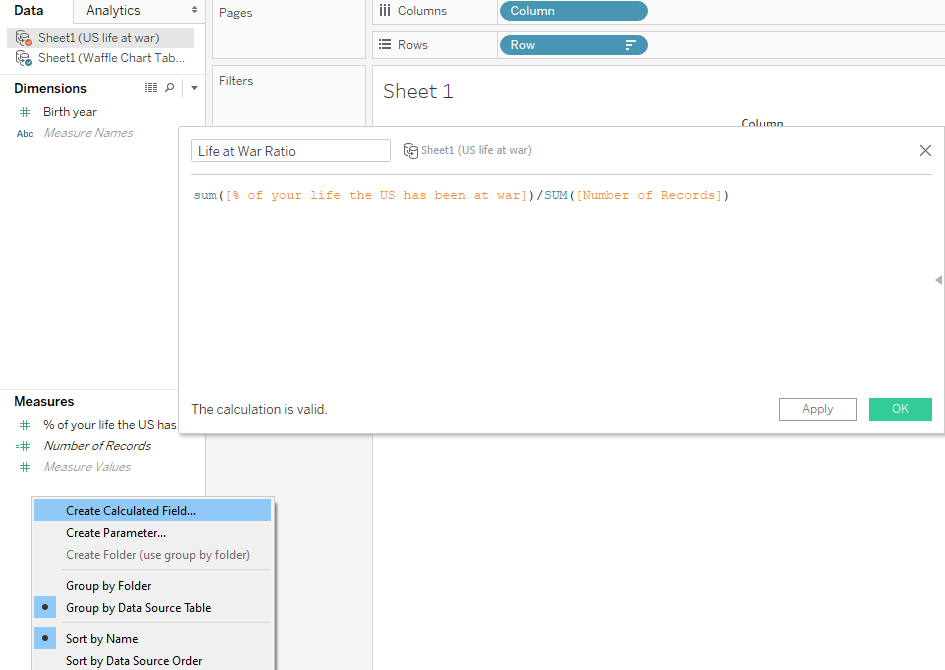 Data
Analytics
Sheet1 (US life at war)
Sheet1 (Waffle Chart Tab...
Dimensions
Birth year
Abc Measure Names
Measures
% of your life the US has
Number of Records
Measure Values
Pages
Filters
Columns
Column
Rows
Row
Sheet 1
Column
Life at War Ratio
Sheet1 (US life at war)
sum([% of your life the US has been at war])/SUM([Number of Records])
The calculation is valid.
Apply
OK
Create Calculated Field...
Create Parameter...
Create Folder (use group by folder)
Group by Folder
Group by Data Source Table
Sort by Name
Sort by Data Source Order